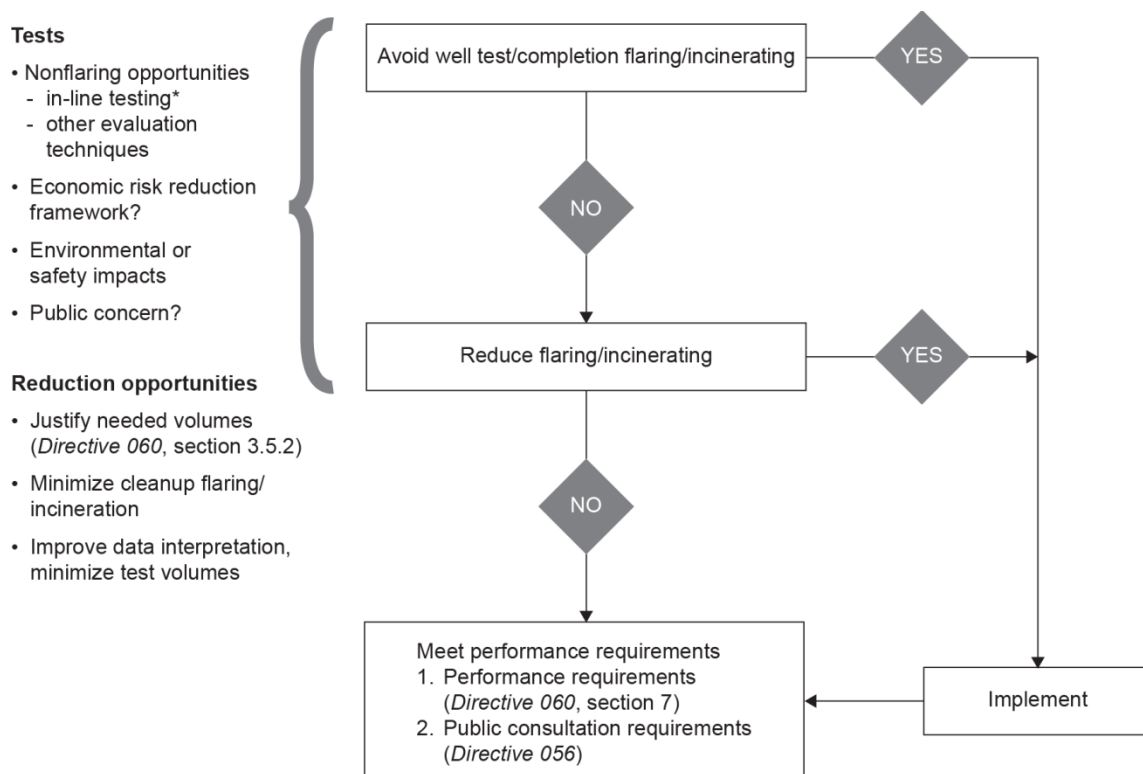 Tests
• Nonflaring opportunities
- in-line testing*
- other evaluation
techniques
• Economic risk reduction
framework?
• Environmental or
safety impacts
• Public concern?
Reduction opportunities
• Justify needed volumes
(Directive 060, section 3.5.2)
• Minimize cleanup flaring/
incineration
• Improve data interpretation,
minimize test volumes
Avoid well test/completion flaring/incinerating
YES
NO
Reduce flaring/incinerating
YES
NO
Meet performance requirements
1. Performance requirements
(Directive 060, section 7)
2. Public consultation requirements
(Directive 056)
Implement